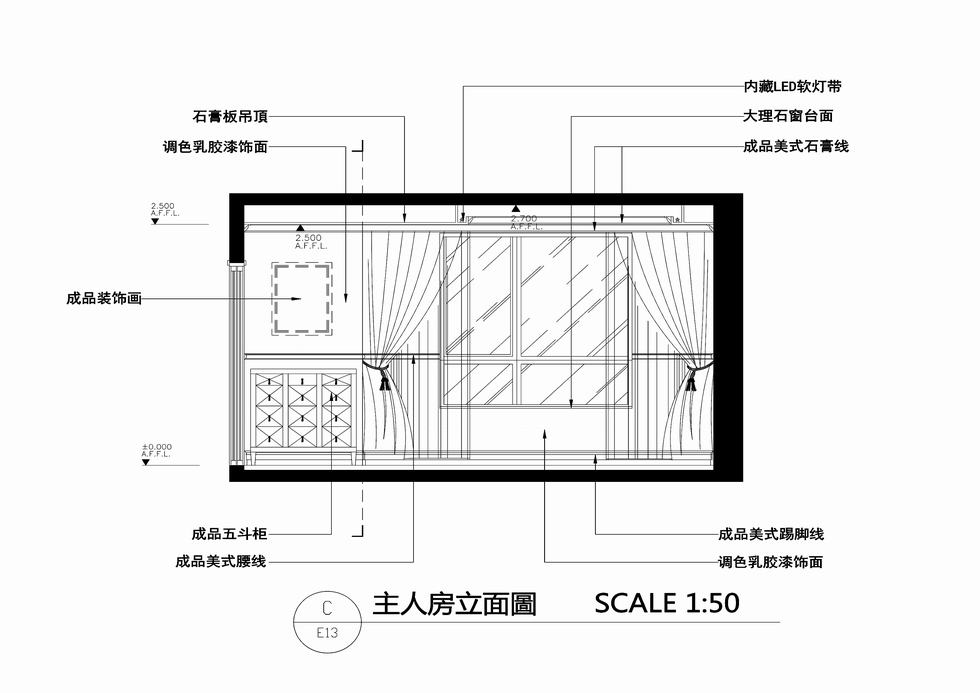 内藏LED软灯带
石膏板吊頂
大理石窗台面
调色乳胶漆饰面
成品美式石膏线
2.500
A.F.F.L.
2.700
A.F.F.L.
2.500
A.F.F.L.
成品装饰画
±0.000
A.F.F.L.
成品五斗柜
成品美式踢脚线
成品美式腰线
调色乳胶漆饰面
C
E13
主人房立面圖
SCALE 1:50